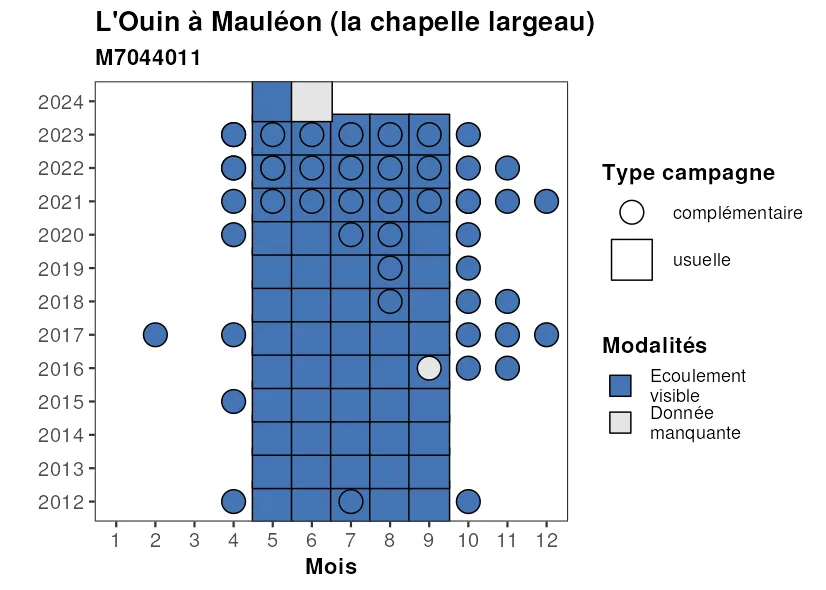 L'Ouin à Mauléon (la chapelle largeau)
M7044011
2024
2023
2022
2021
2020
2019
2018
2017
2016
2015
2014
2013
2012
1 2 3 4 5 6 7 8 9 10 11 12
Mois
Type campagne
complémentaire
usuelle
Modalités
Ecoulement
visible
Donnée
manquante